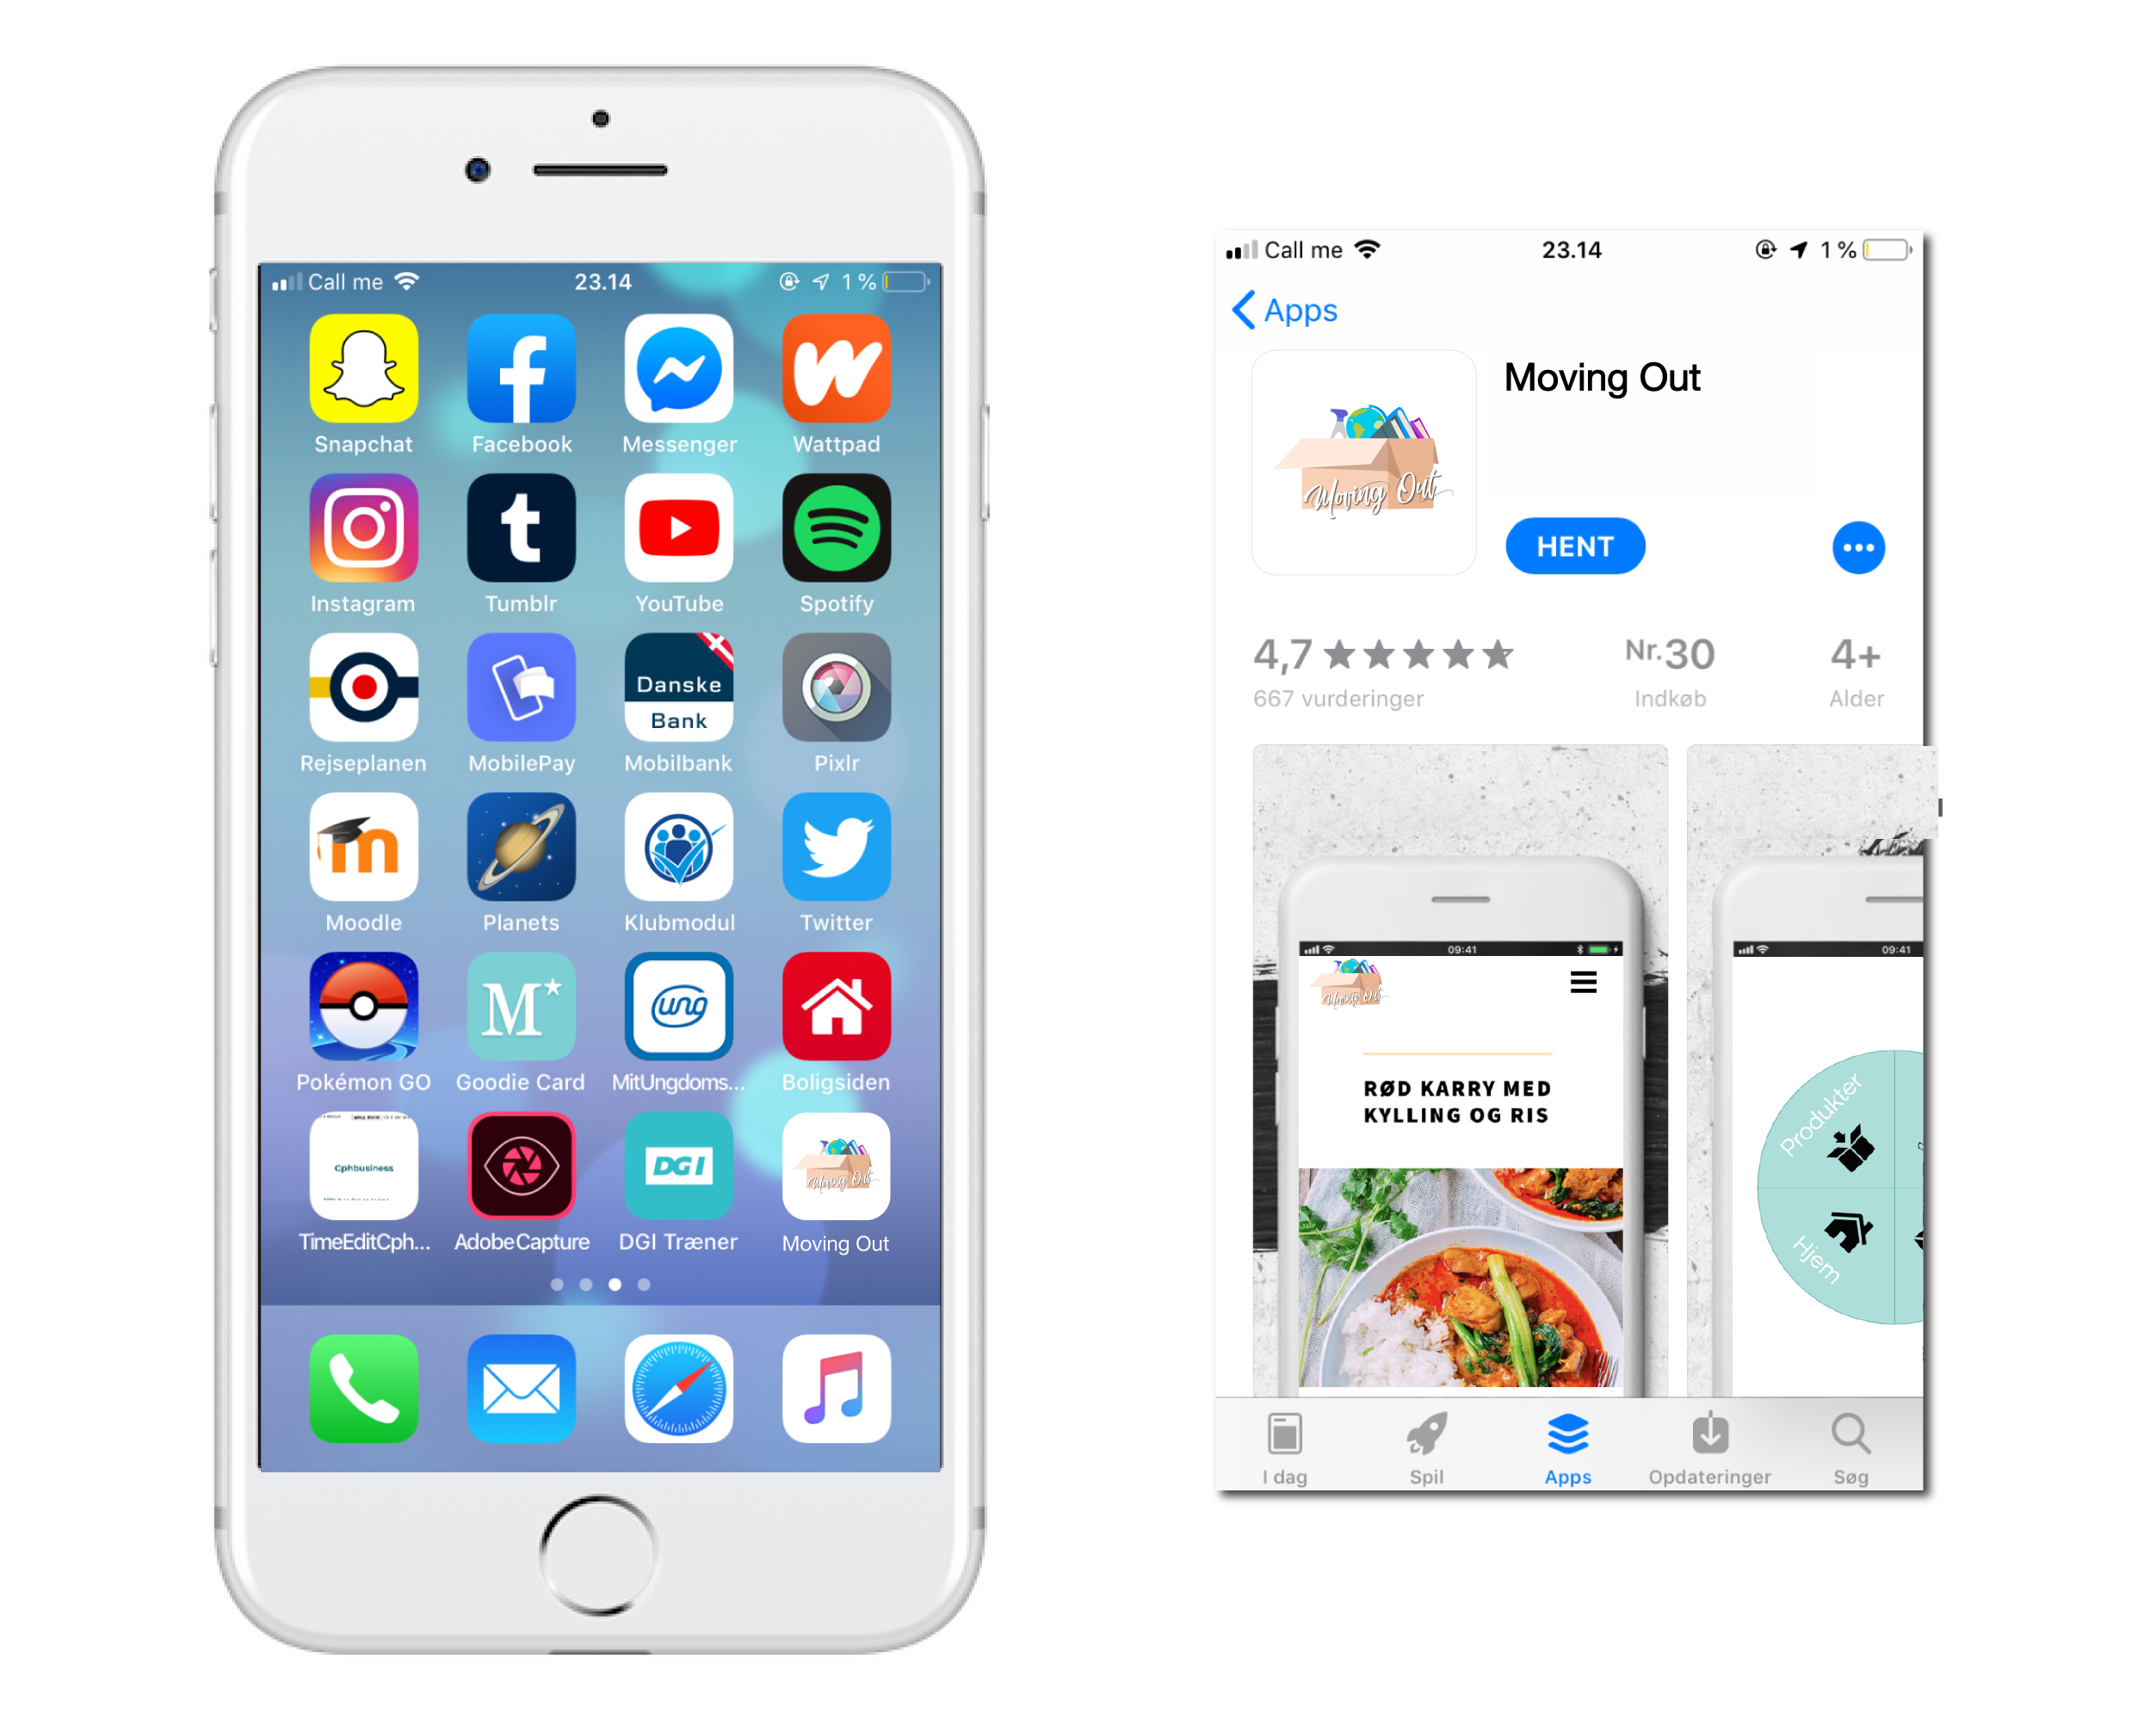 Call me 23.14 1 %
Snapchat Facebook Messenger Wattpad
Instagram Tumblr YouTube Spotify
Danske
Bank
Rejseplanen MobilePay Mobilbank Pixlr
Moodle Planets Klubmodul Twitter
M ung
Pokémon GO Goodie Card MitUngdoms... Boligsiden
Cphbusiness DGI Moving Out
TimeEditCph... AdobeCapture DGI Træner Moving Out
Call me 23.14 1 %
Apps
Moving Out
Moving Out
HENT
4,7 Nr.30 4+
667 vurderinger Indkøb Alder
09:41 09:41
Moving Out
RØD KARRY MED
KYLLING OG RIS
Produkter
Hjem
I dag Spil Apps Opdateringer Søg